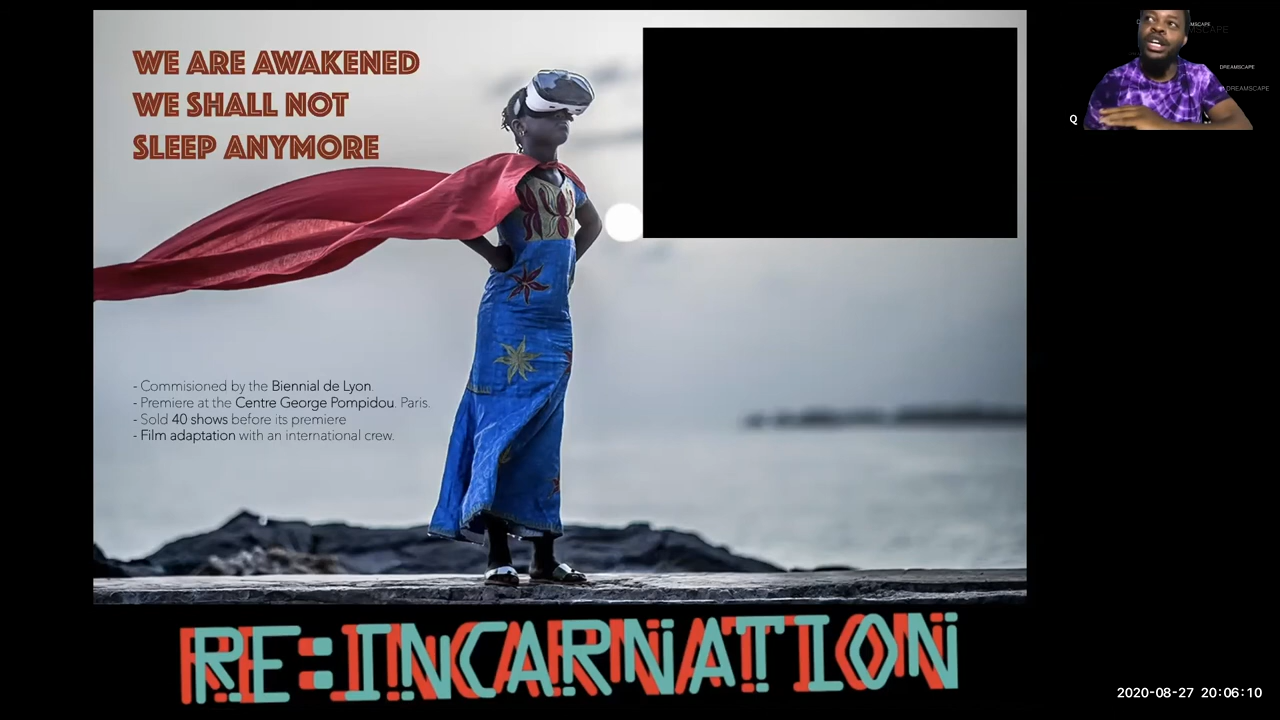 WE ARE AWAKENED
WE SHALL NOT
SLEEP ANYMORE
- Commisioned by the Biennial de Lyon.
- Premiere at the Centre George Pompidou. Paris.
- Sold 40 shows before its premiere
- Film adaptation with an international crew.
RE:INCARNATION
DREAMSCAPE
DREAMSCAPE
Q
2020-08-27 20:06:10